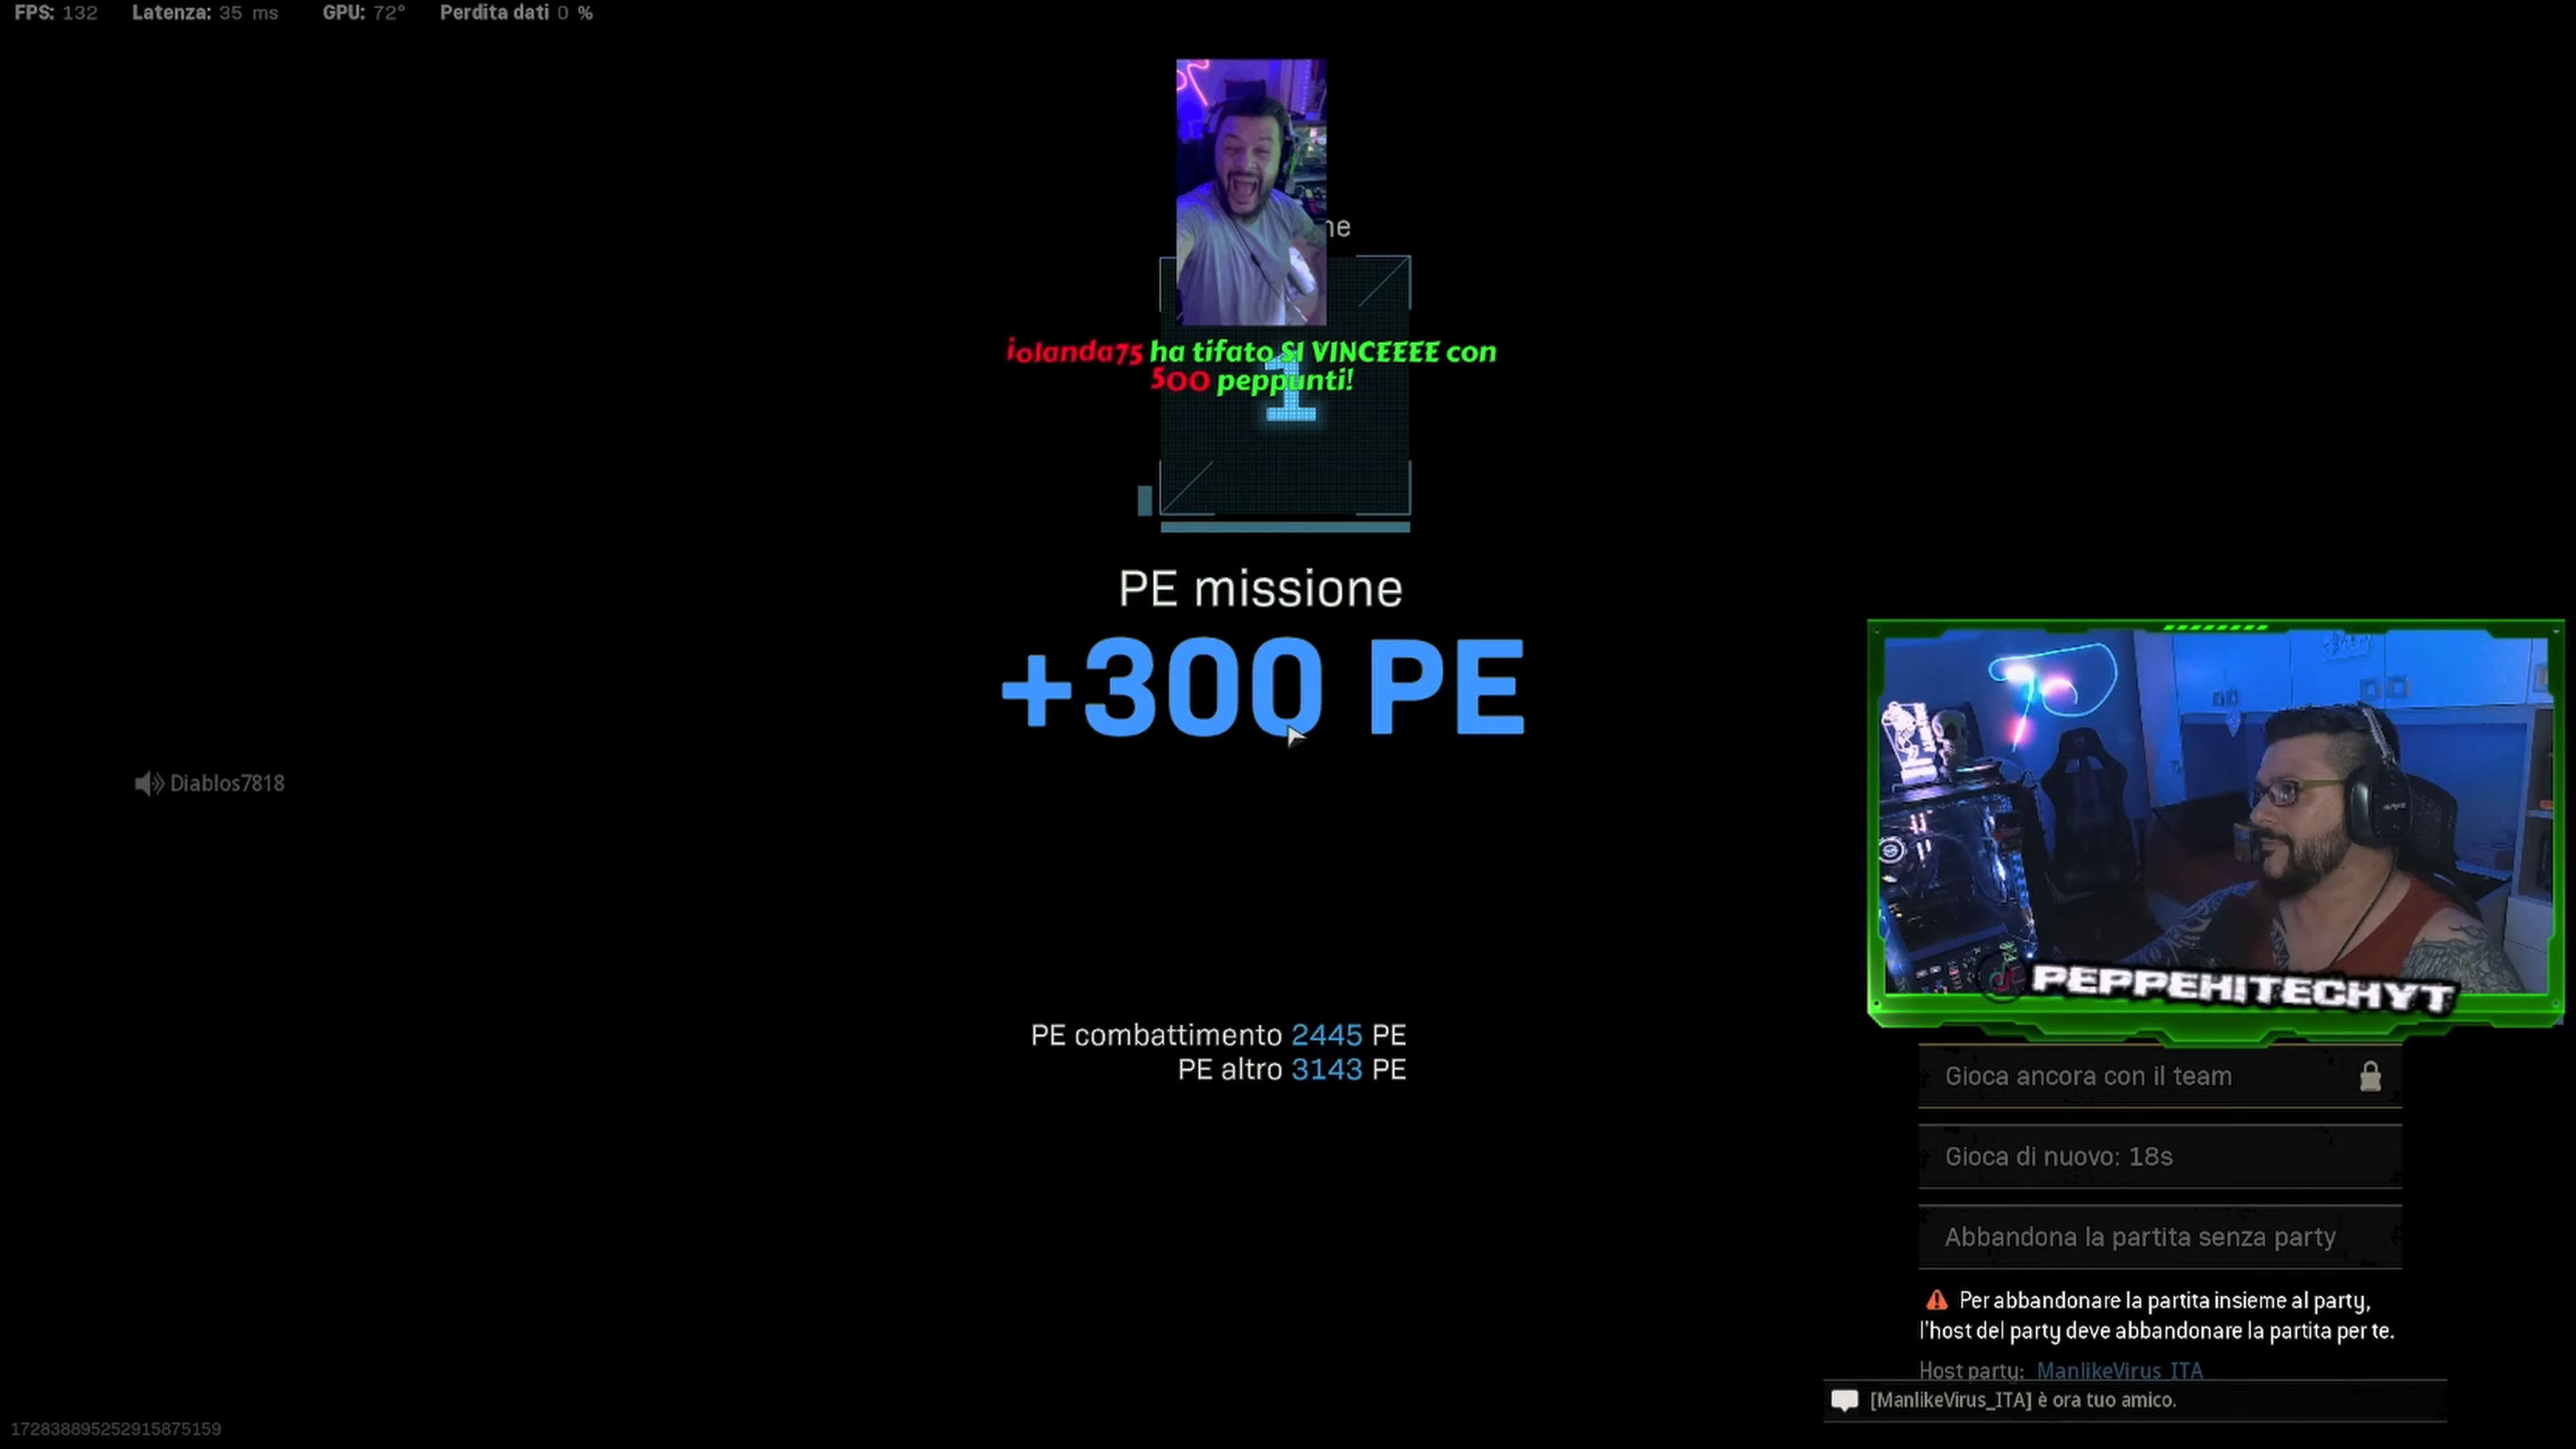 FPS: 132 Latenza: 35 ms GPU: 72° Perdita dati 0 %
ne
iolanda75 ha tifato SI VINCEEEE con
500 peppunti!
1
PE missione
+300 PE
Diablos7818
PE combattimento 2445 PE
PE altro 3143 PE
PEPPEHITECHYT
Gioca ancora con il team
Gioca di nuovo: 18s
Abbandona la partita senza party
Per abbandonare la partita insieme al party,
l'host del party deve abbandonare la partita per te.
Host party: ManlikeVirus_ITA
[ManlikeVirus_ITA] è ora tuo amico.
172838895252915875159